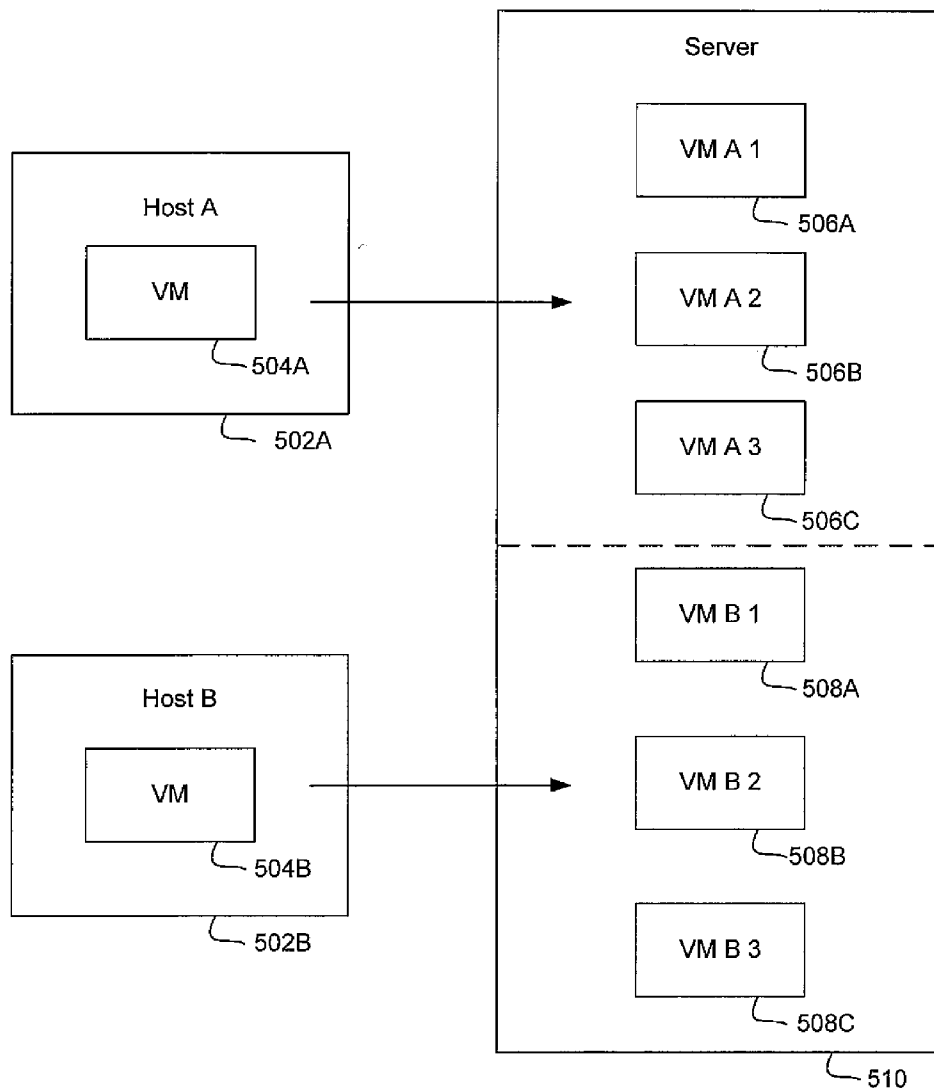 Server
VM A 1
506A
Host A
VM
504A
502A
VM A 2
506B
VM A 3
506C
VM B 1
508A
Host B
VM
504B
502B
VM B 2
508B
VM B 3
508C
510